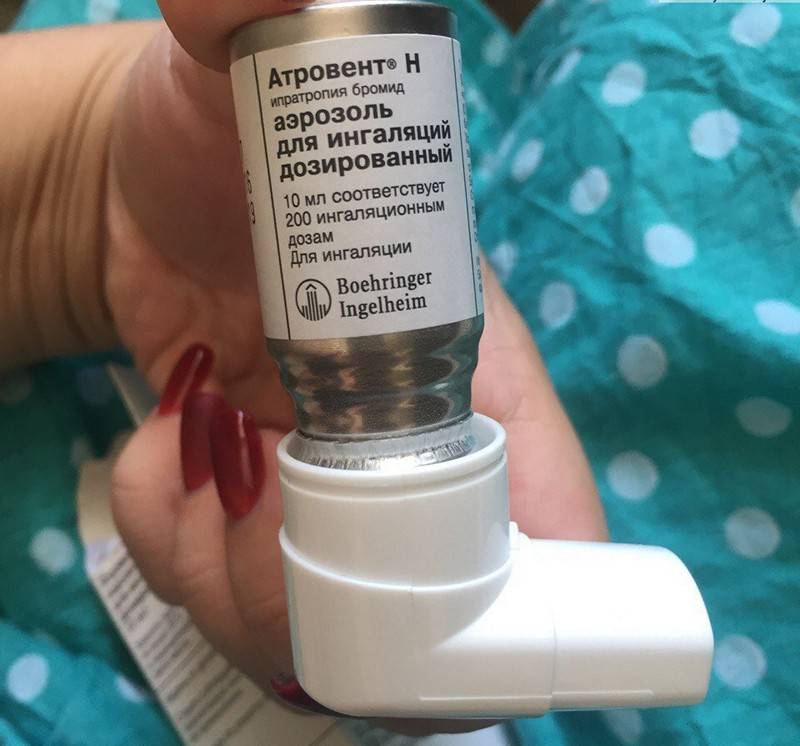 Атровент® Н
ипратропия бромид
аэрозоль
для ингаляций
дозированный
10 мл соответствует
200 ингаляционным
дозам
Для ингаляции
Boehringer
Ingelheim